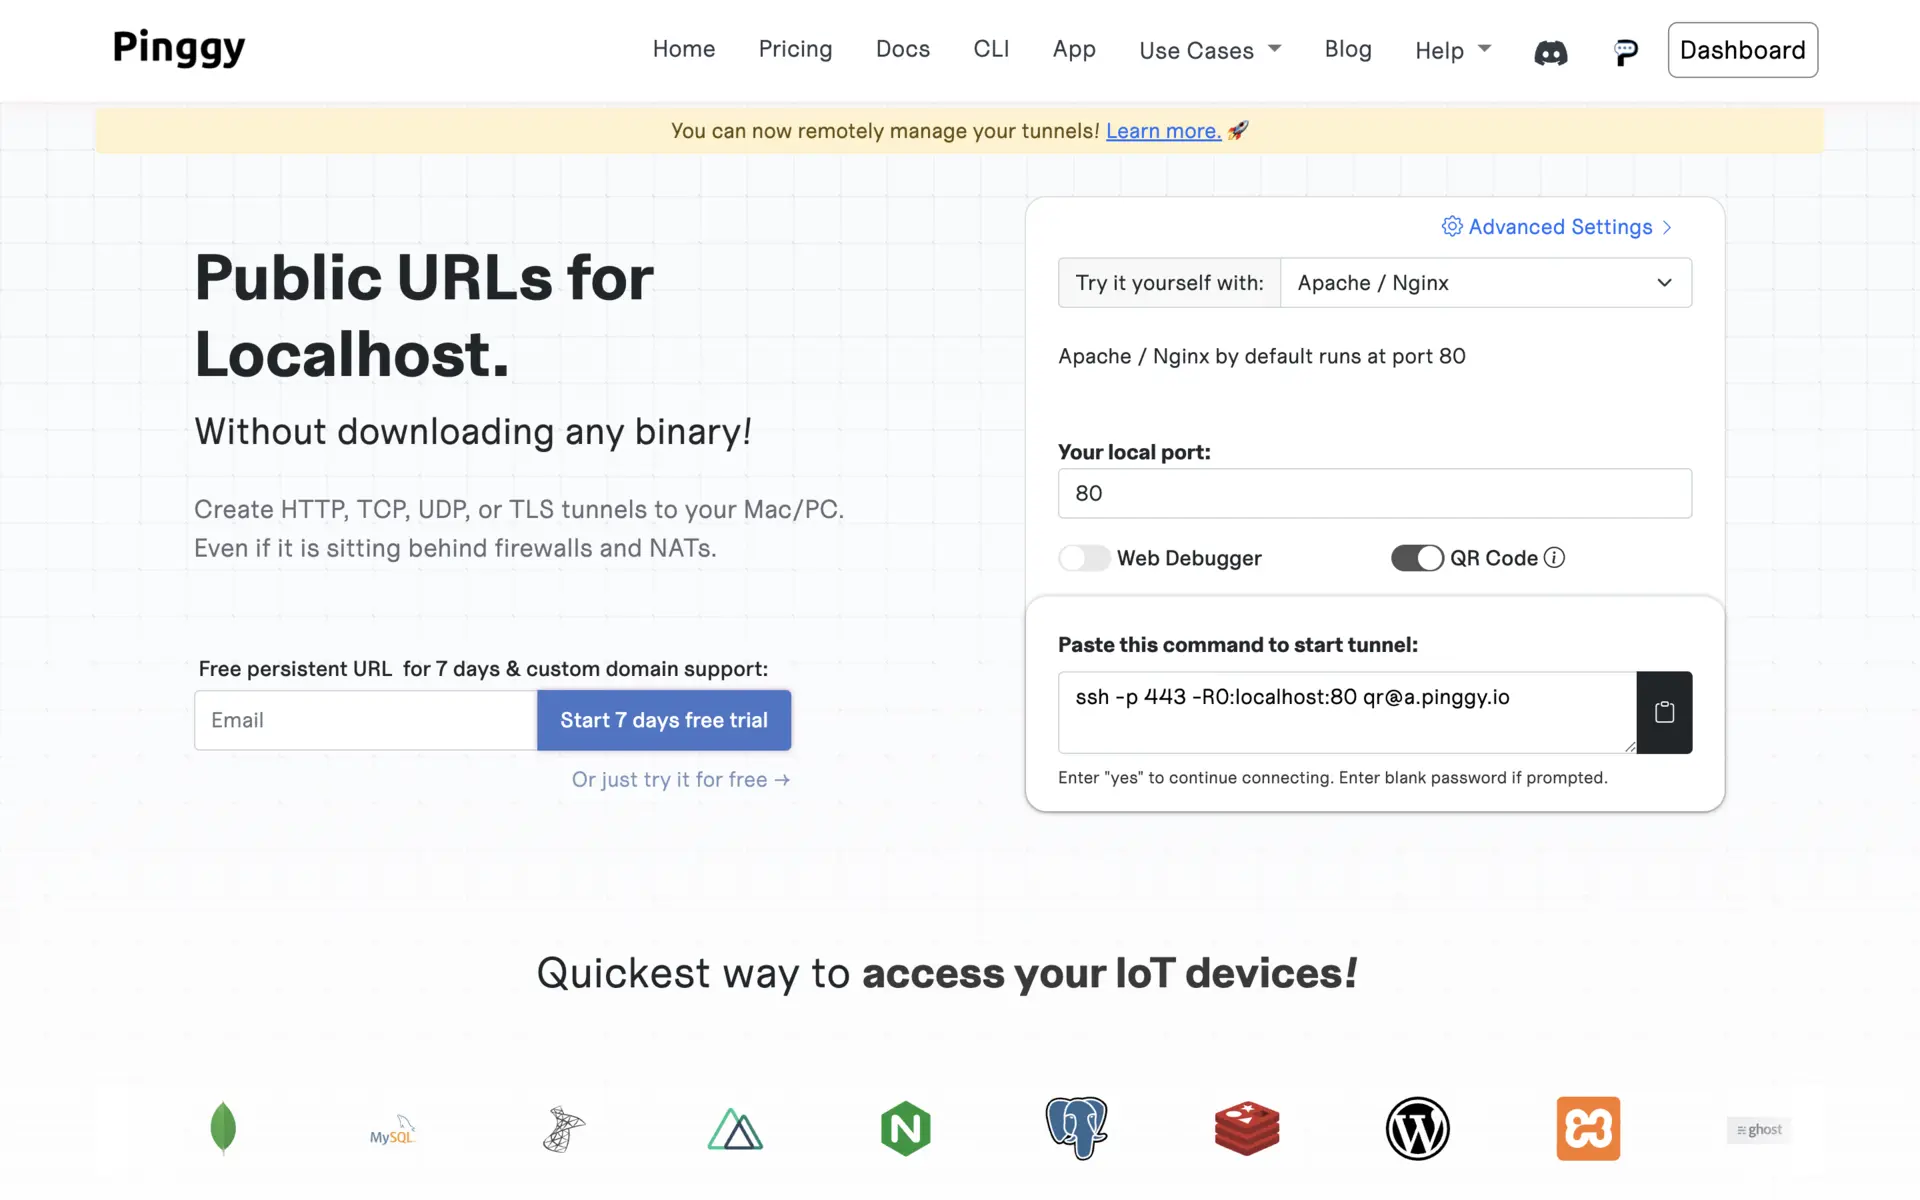 Pinggy
Home Pricing Docs CLI App Use Cases Blog Help Dashboard
You can now remotely manage your tunnels! Learn more. 🚀
Public URLs for
Localhost.
Without downloading any binary!
Create HTTP, TCP, UDP, or TLS tunnels to your Mac/PC.
Even if it is sitting behind firewalls and NATs.
Free persistent URL for 7 days & custom domain support:
Email
Start 7 days free trial
Or just try it for free →
Advanced Settings >
Try it yourself with: Apache / Nginx
Apache / Nginx by default runs at port 80
Your local port:
80
Web Debugger QR Code
Paste this command to start tunnel:
ssh -p 443 -R0:localhost:80 qr@a.pinggy.io
Enter "yes" to continue connecting. Enter blank password if prompted.
Quickest way to access your IoT devices!
MySQL
N
W
ghost